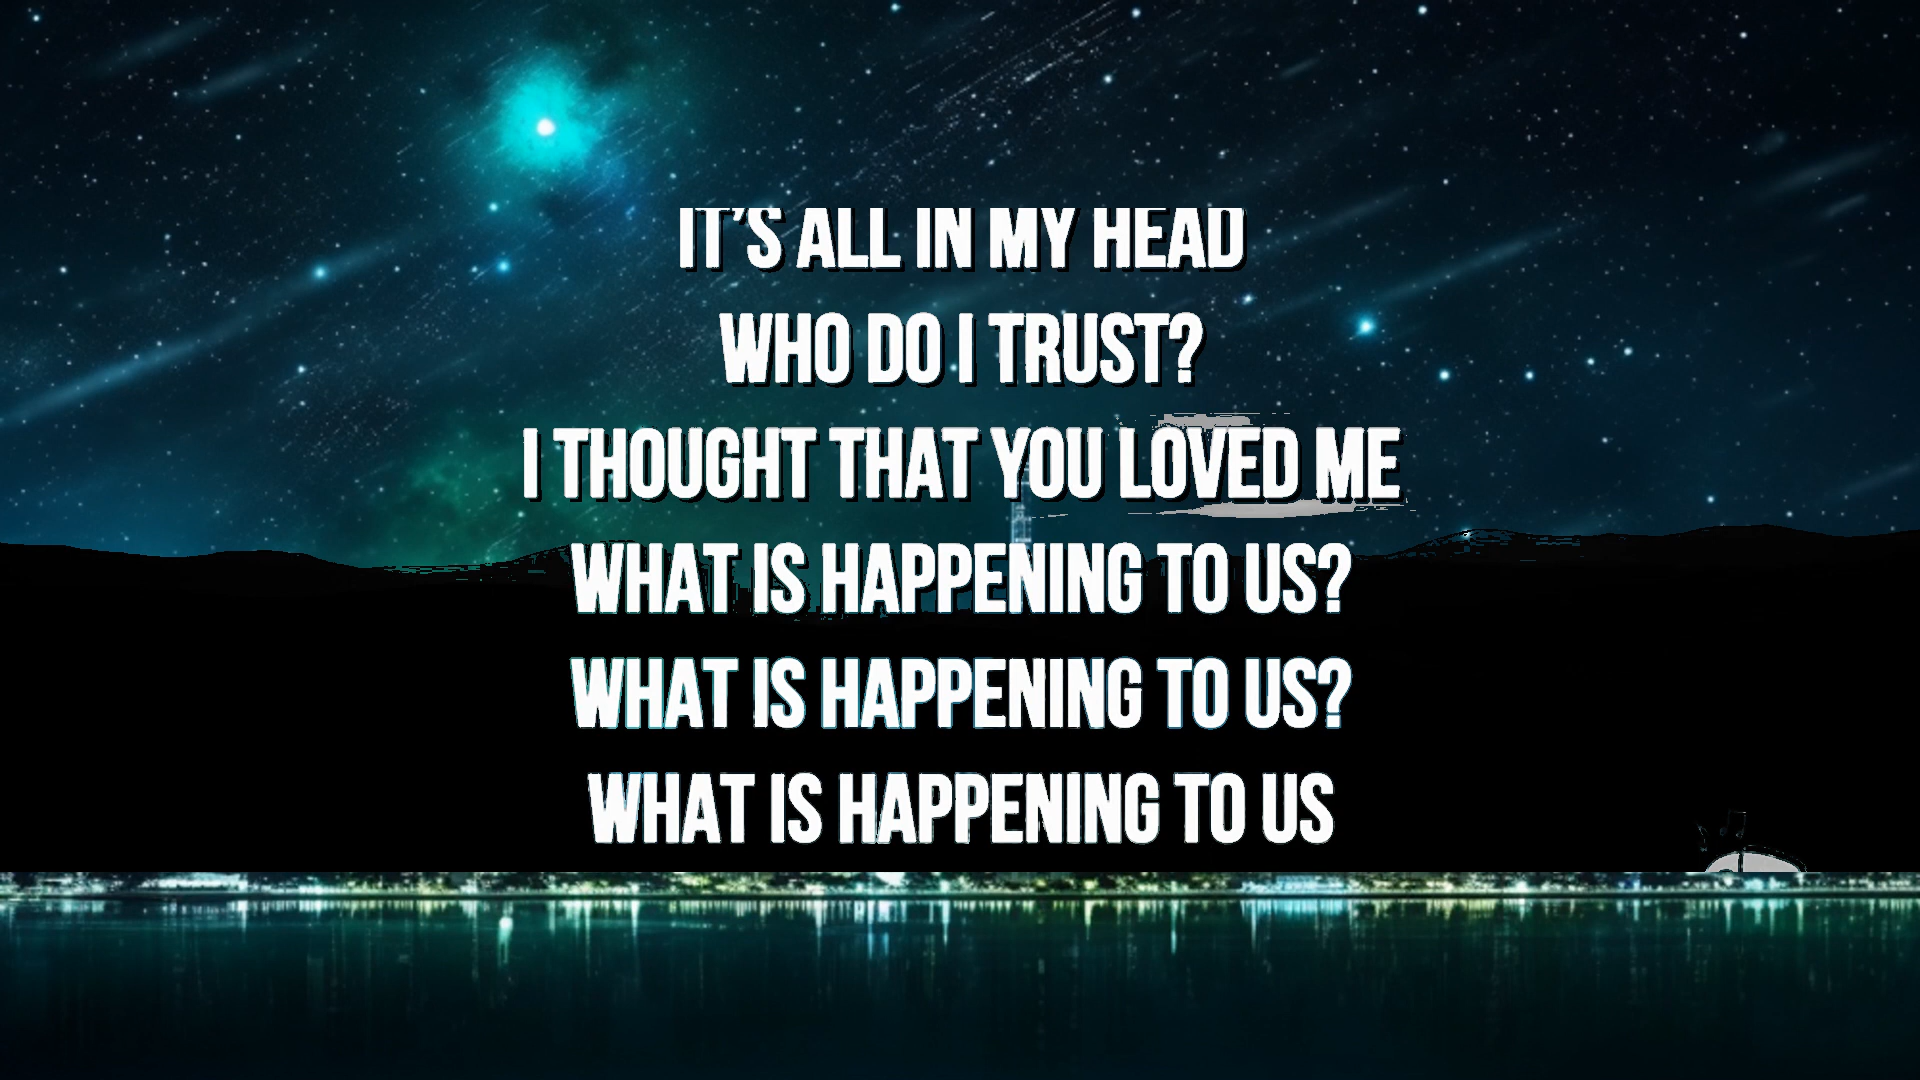 IT'S ALL IN MY HEAD
WHO DO I TRUST?
I THOUGHT THAT YOU LOVED ME
WHAT IS HAPPENING TO US?
WHAT IS HAPPENING TO US?
WHAT IS HAPPENING TO US